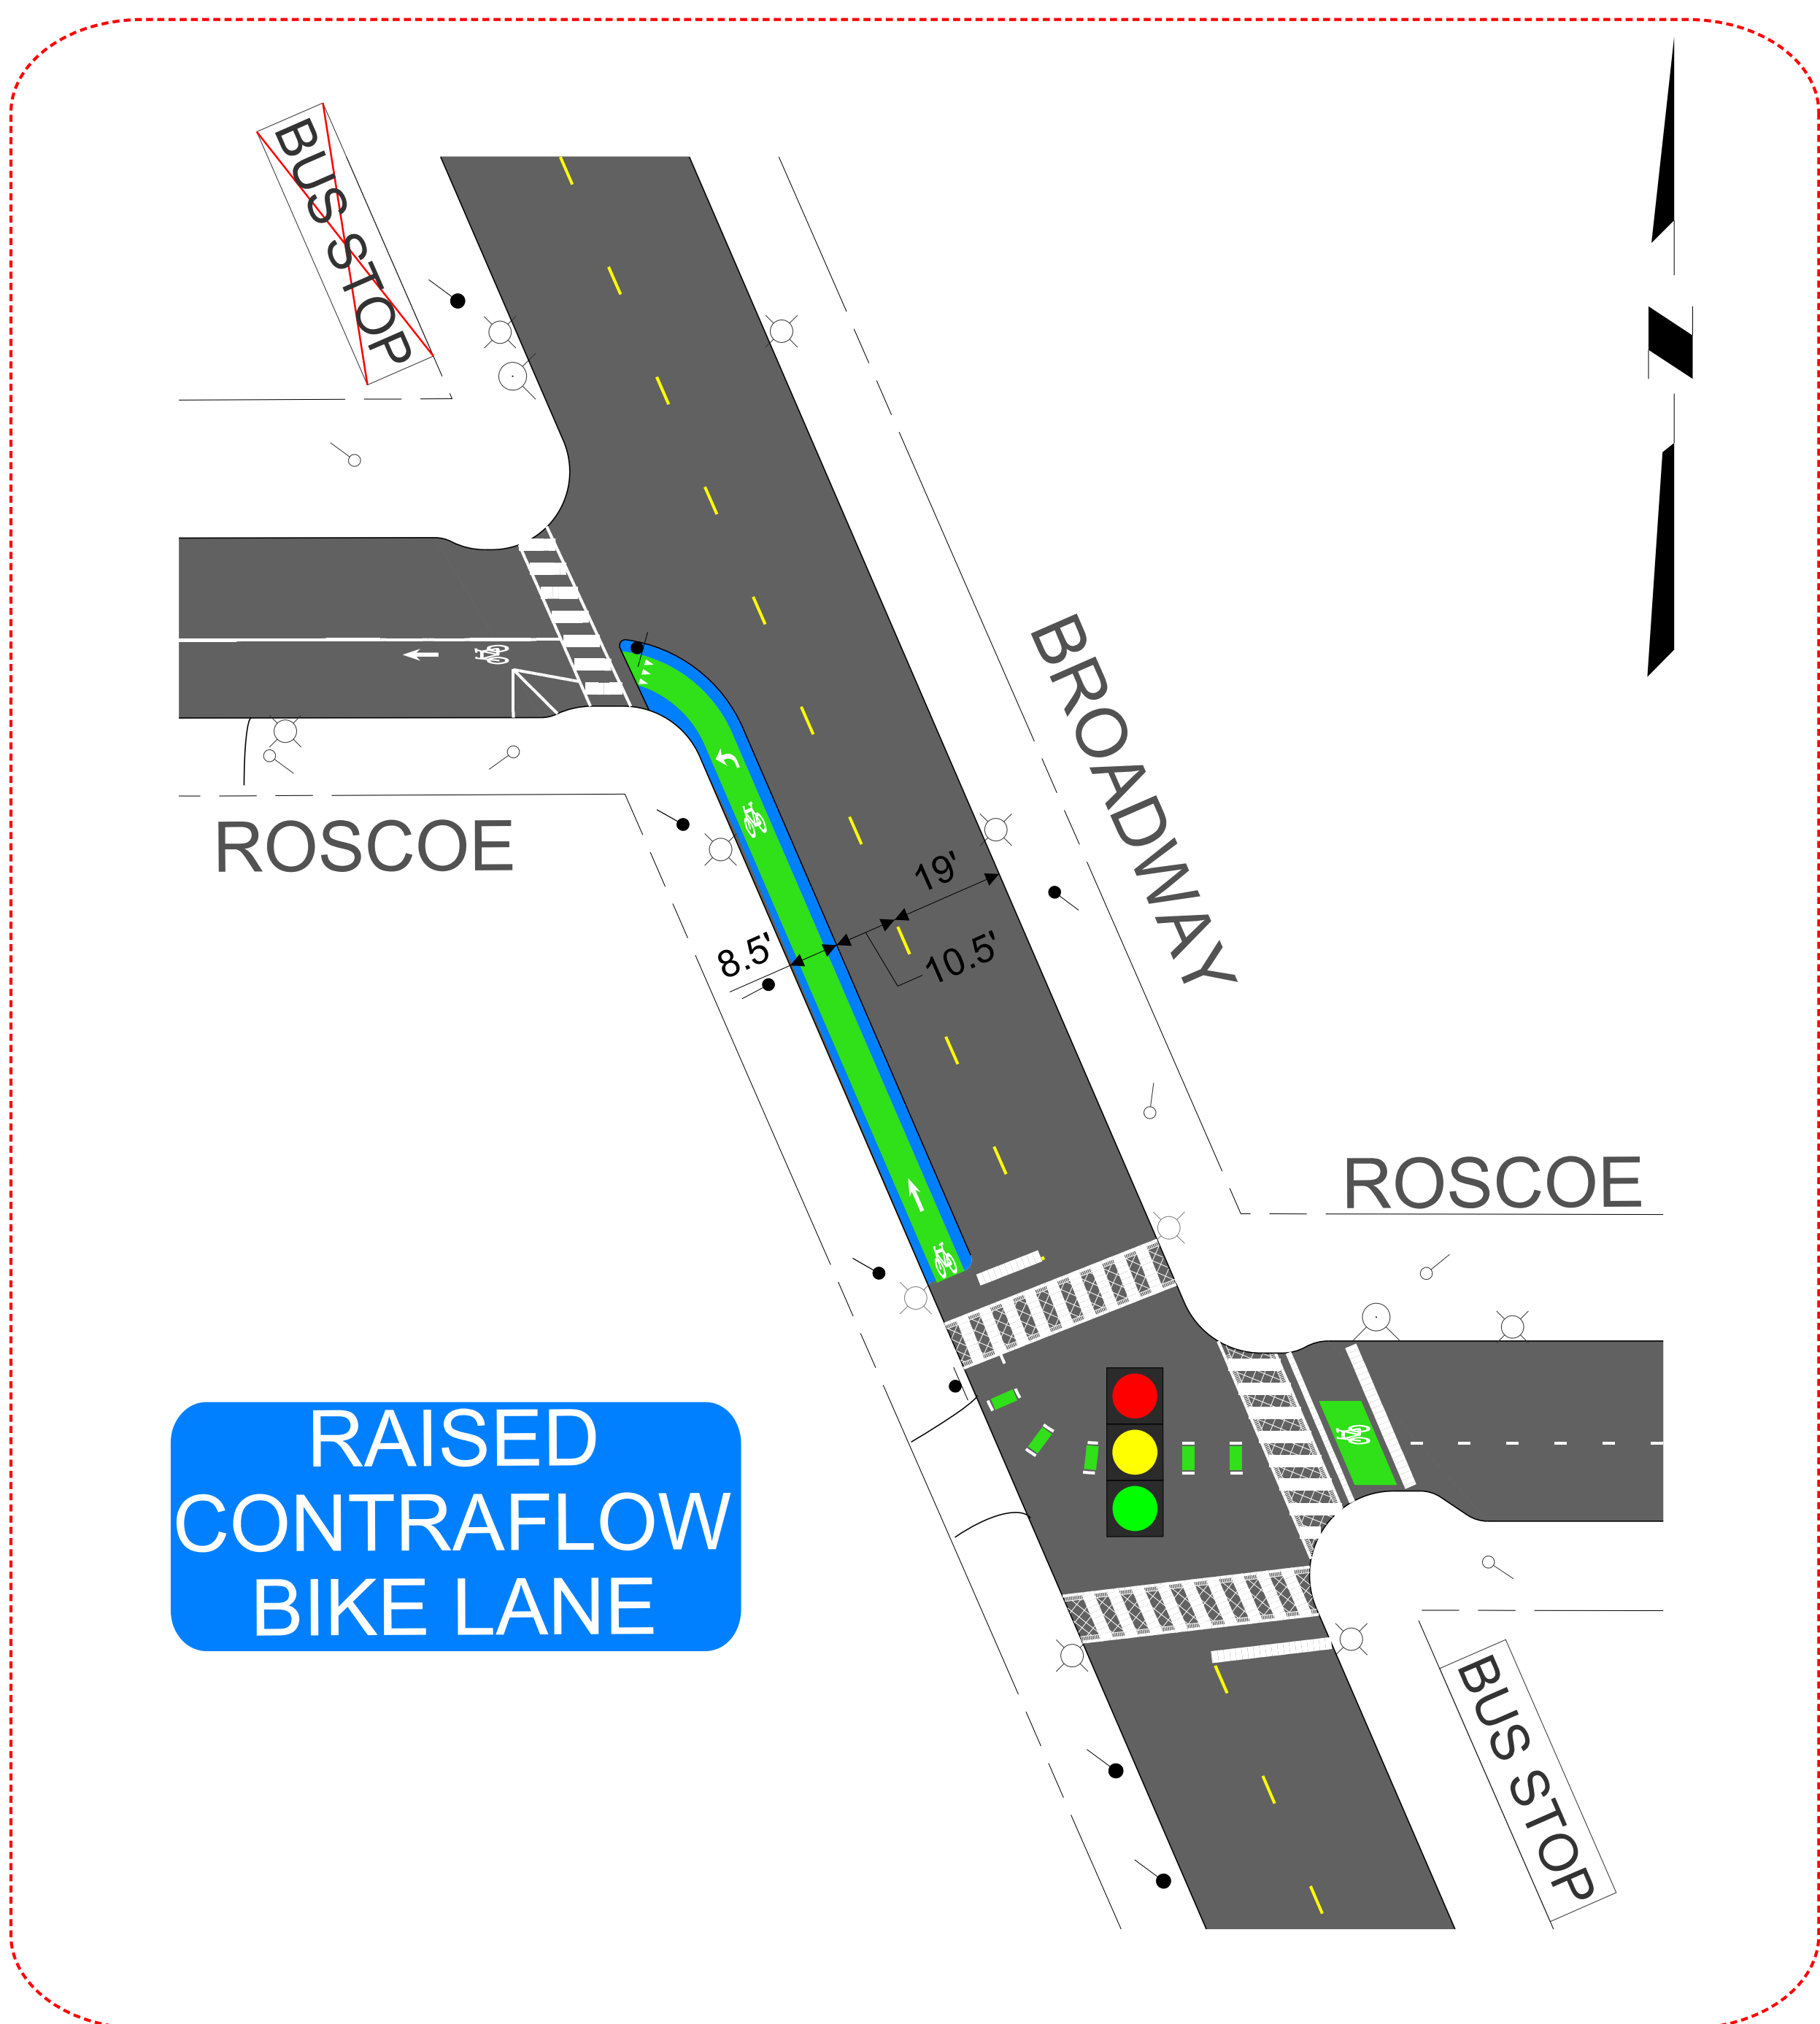 BUS STOP
BROADWAY
ROSCOE
19'
8.5'
10.5'
ROSCOE
RAISED
CONTRAFLOW
BIKE LANE
BUS STOP